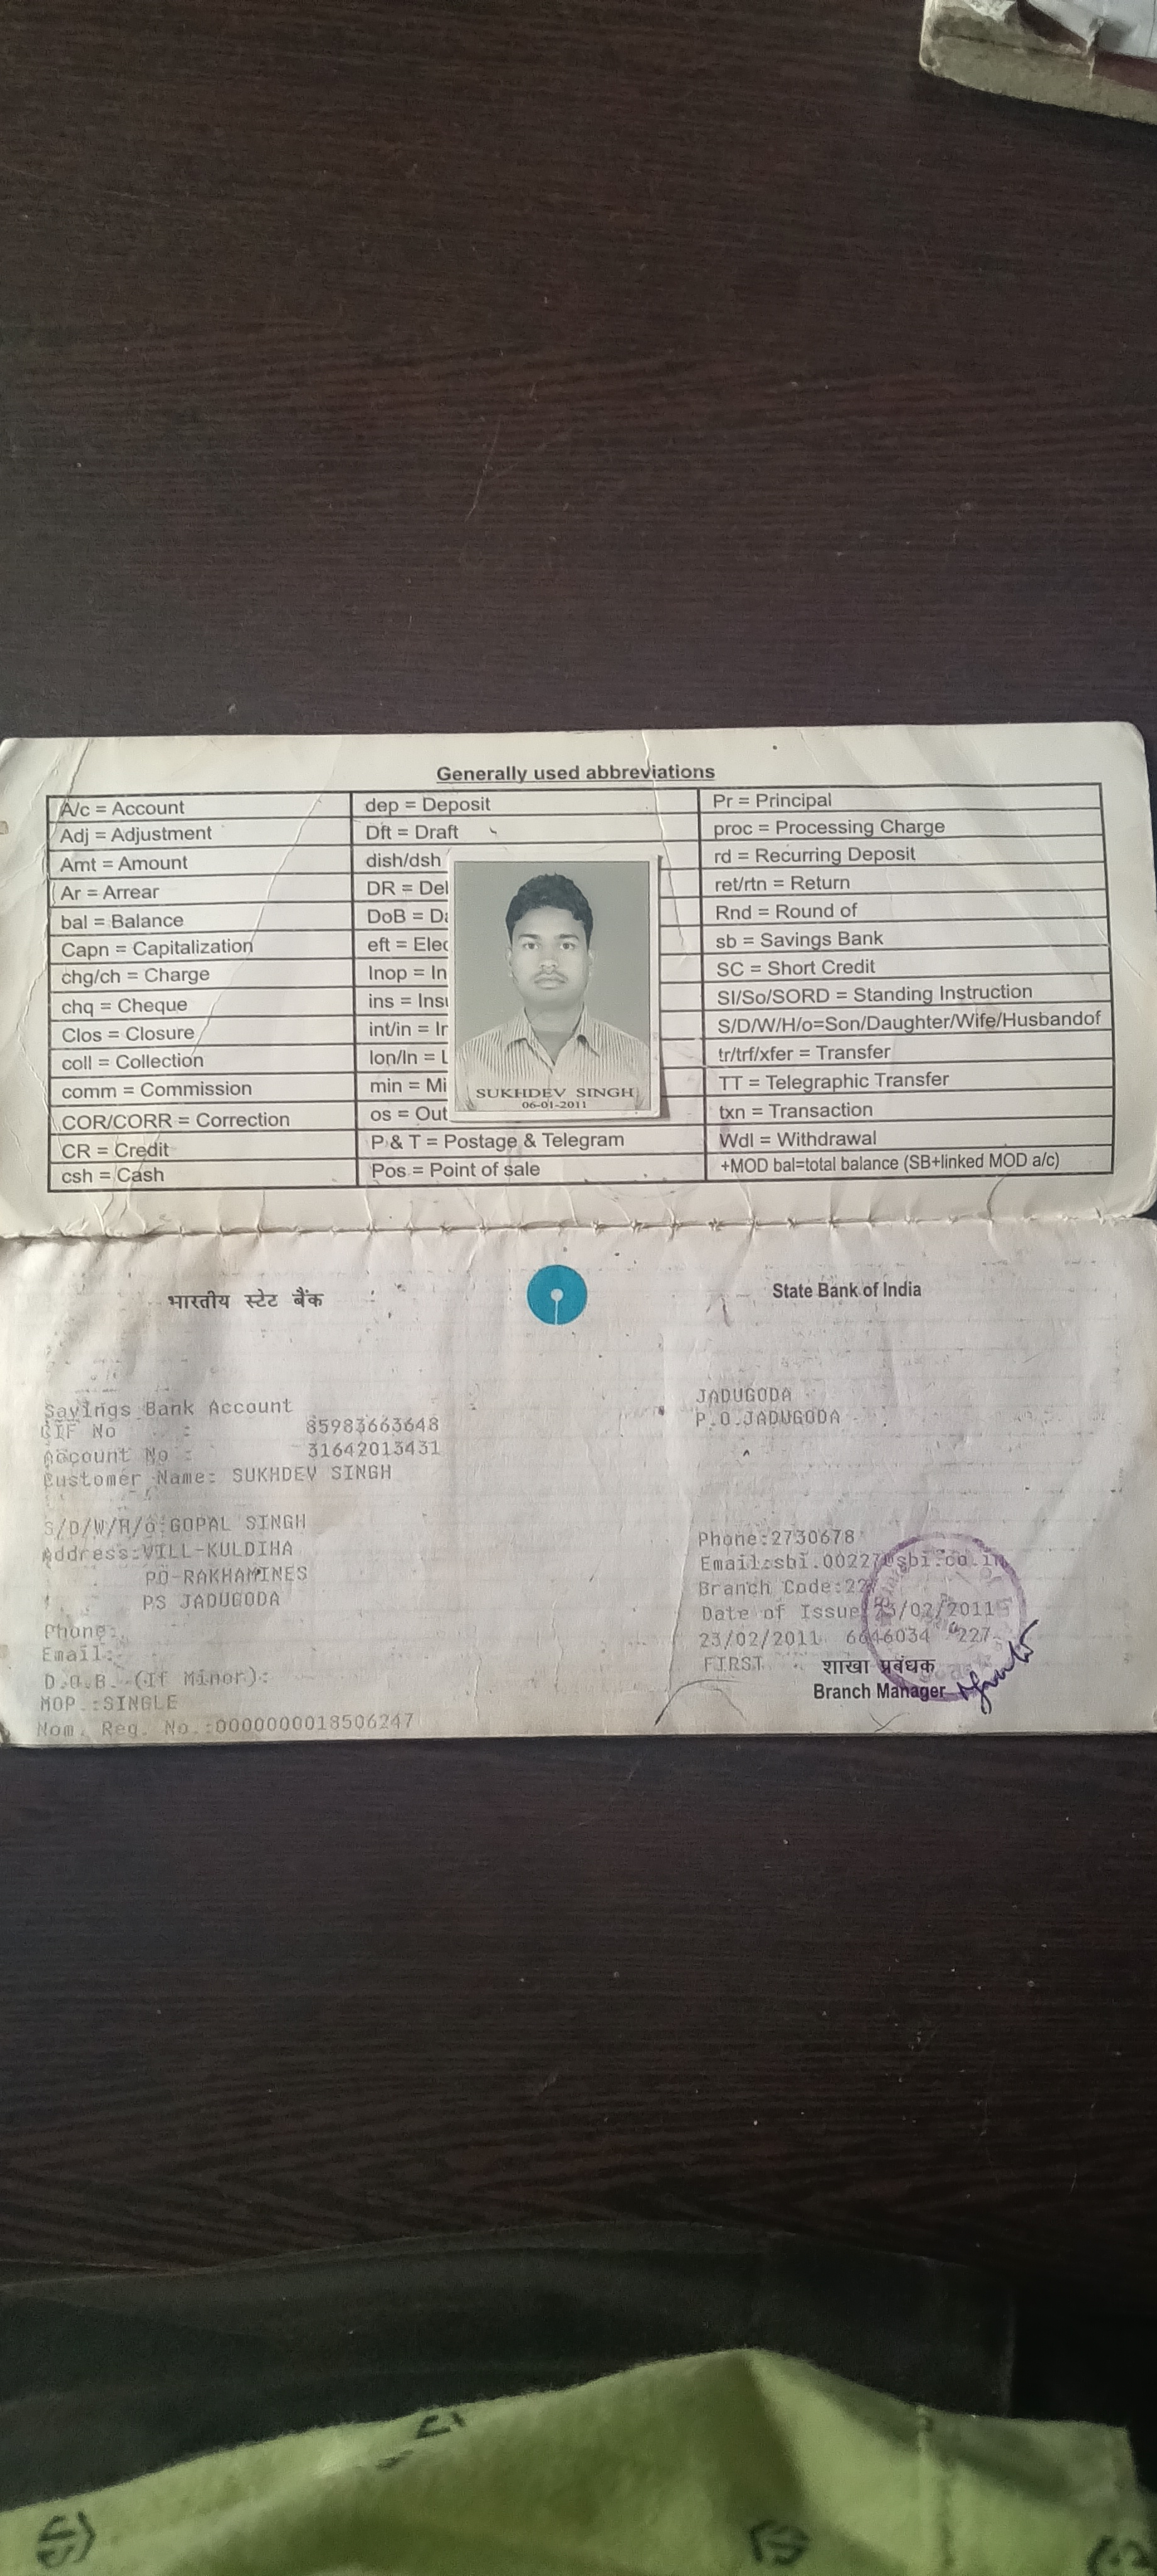 Generally used abbreviations
A/c = Account
Adj = Adjustment
Amt = Amount
Ar = Arrear
bal = Balance
Capn = Capitalization
chg/ch = Charge
chq = Cheque
Clos = Closure
coll = Collection
comm = Commission
COR/CORR = Correction
CR = Credit
csh = Cash
dep = Deposit
Dft = Draft
dish/dsh
DR =
DoB =
eft =
Inop =
ins =
int/in =
lon/ln =
min =
os =
P & T = Postage & Telegram
Pos = Point of sale
SUKHDEV SINGH
06-01-2011
Pr = Principal
proc = Processing Charge
rd = Recurring Deposit
ret/rtn = Return
Rnd = Round of
sb = Savings Bank
SC = Short Credit
SI/So/SORD = Standing Instruction
S/D/W/H/o=Son/Daughter/Wife/Husbandof
tr/trf/xfer = Transfer
TT = Telegraphic Transfer
txn = Transaction
Wdl = Withdrawal
+MOD bal=total balance (SB+linked MOD a/c)
भारतीय स्टेट बैंक
State Bank of India
Savings Bank Account
CIF No : 85983663648
Account No : 31642013431
Customer Name: SUKHDEV SINGH
S/D/W/H/o:GOPAL SINGH
Address:VILL-KULDIHA
PO-RAKHAMINES
PS JADUGODA
Phone:
Email:
D.O.B. (If Minor):
MOP.:SINGLE
Nom. Reg. No.:0000000018506247
JADUGODA
P.O.JADUGODA
Phone:2730678
Email:sbi.00227@sbi.co.in
Branch Code:
Date of Issue /02/2011
23/02/2011 6646034 227
FIRST
शाखा प्रबंधक
Branch Manager